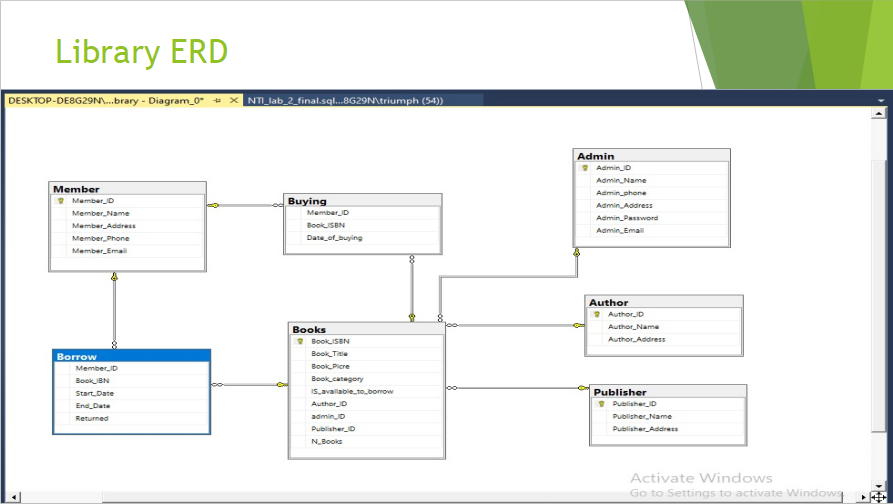 Library ERD
DESKTOP-DE8G29N\...brary - Diagram_0*
NTI_lab_2_final.sql...8G29N\triumph (54))
Member
Member_ID
Member_Name
Member_Address
Member_Phone
Member_Email
Buying
Member_ID
Book_ISBN
Date_of_buying
Admin
Admin_ID
Admin_Name
Admin_phone
Admin_Address
Admin_Password
Admin_Email
Borrow
Member_ID
Book_IBN
Start_Date
End_Date
Returned
Books
Book_ISBN
Book_Title
Book_Picre
Book_category
IS_available_to_borrow
Author_ID
admin_ID
Publisher_ID
N_Books
Author
Author_ID
Author_Name
Author_Address
Publisher
Publisher_ID
Publisher_Name
Publisher_Address
Activate Windows
Go to Settings to activate Windows.